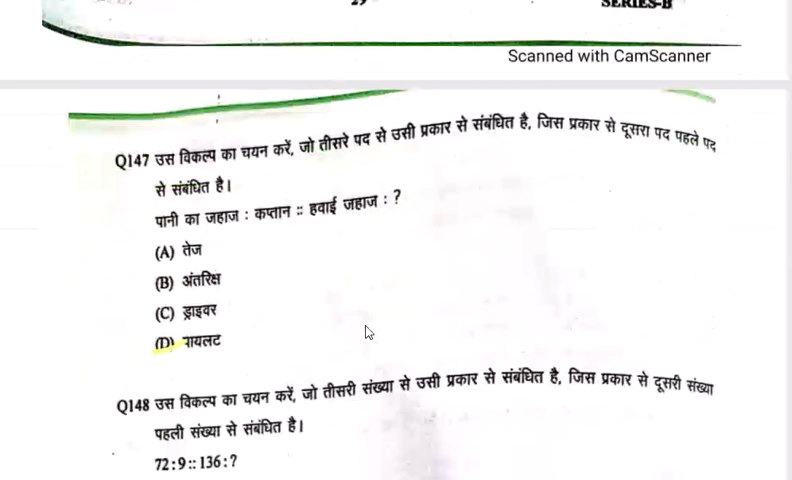 29
SERIES-B
Scanned with CamScanner
Q147 उस विकल्प का चयन करें, जो तीसरे पद से उसी प्रकार से संबंधित है, जिस प्रकार से दूसरा पद पहले पद
से संबंधित है।
पानी का जहाज : कप्तान :: हवाई जहाज : ?
(A) तेज
(B) अंतरिक्ष
(C) ड्राइवर
(D) पायलट
Q148 उस विकल्प का चयन करें, जो तीसरी संख्या से उसी प्रकार से संबंधित है, जिस प्रकार से दूसरी संख्या
पहली संख्या से संबंधित है।
72:9::136:?